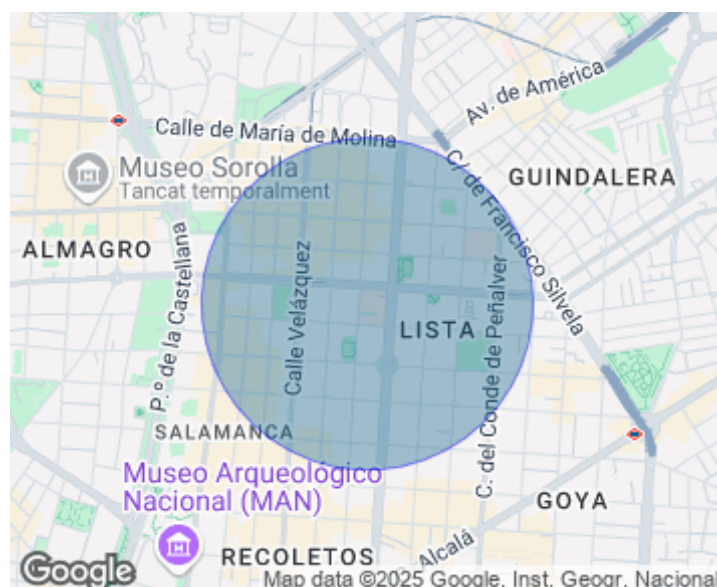 Av. de América
Calle de María de Molina
Museo Sorolla
Tancat temporalment
C/ de Francisco Silvela
GUINDALERA
ALMAGRO
P.º de la Castellana
Calle Velázquez
C. del Conde de Peñalver
LISTA
SALAMANCA
Museo Arqueológico
Nacional (MAN)
GOYA
RECOLETOS
C. Alcalá
Google
Map data ©2025 Google, Inst. Geogr. Nacional